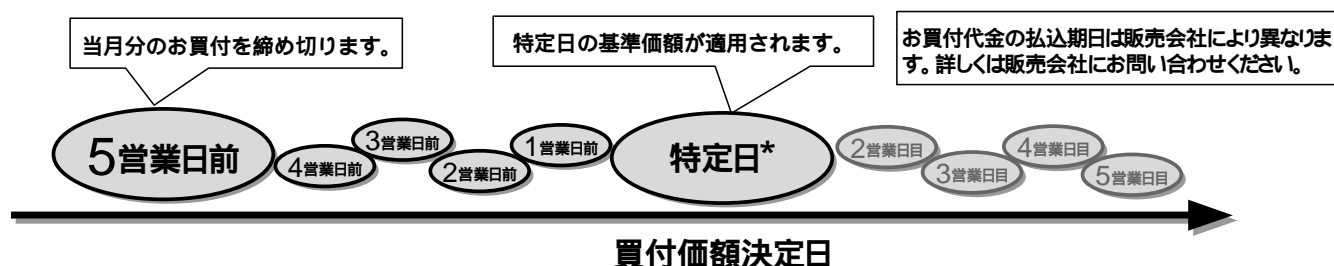 当月分のお買付を締め切ります。
特定日の基準価額が適用されます。
お買付代金の払込期日は販売会社により異なりま
す。詳しくは販売会社にお問い合わせください。
5営業日前
4営業日前
3営業日前
2営業日前
1営業日前
特定日*
2営業日目
3営業日目
4営業日目
5営業日目
買付価額決定日